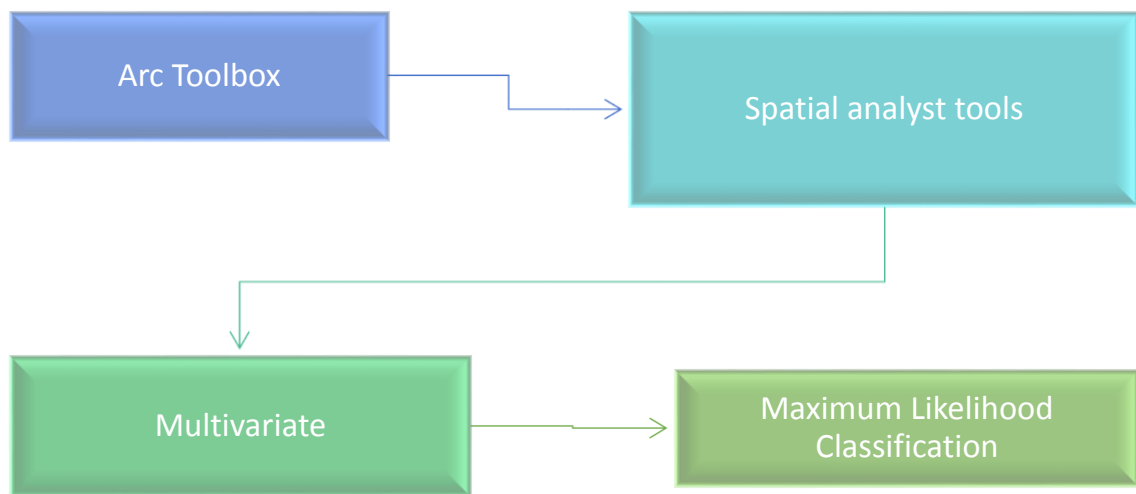 Arc Toolbox
Spatial analyst tools
Multivariate
Maximum Likelihood
Classification